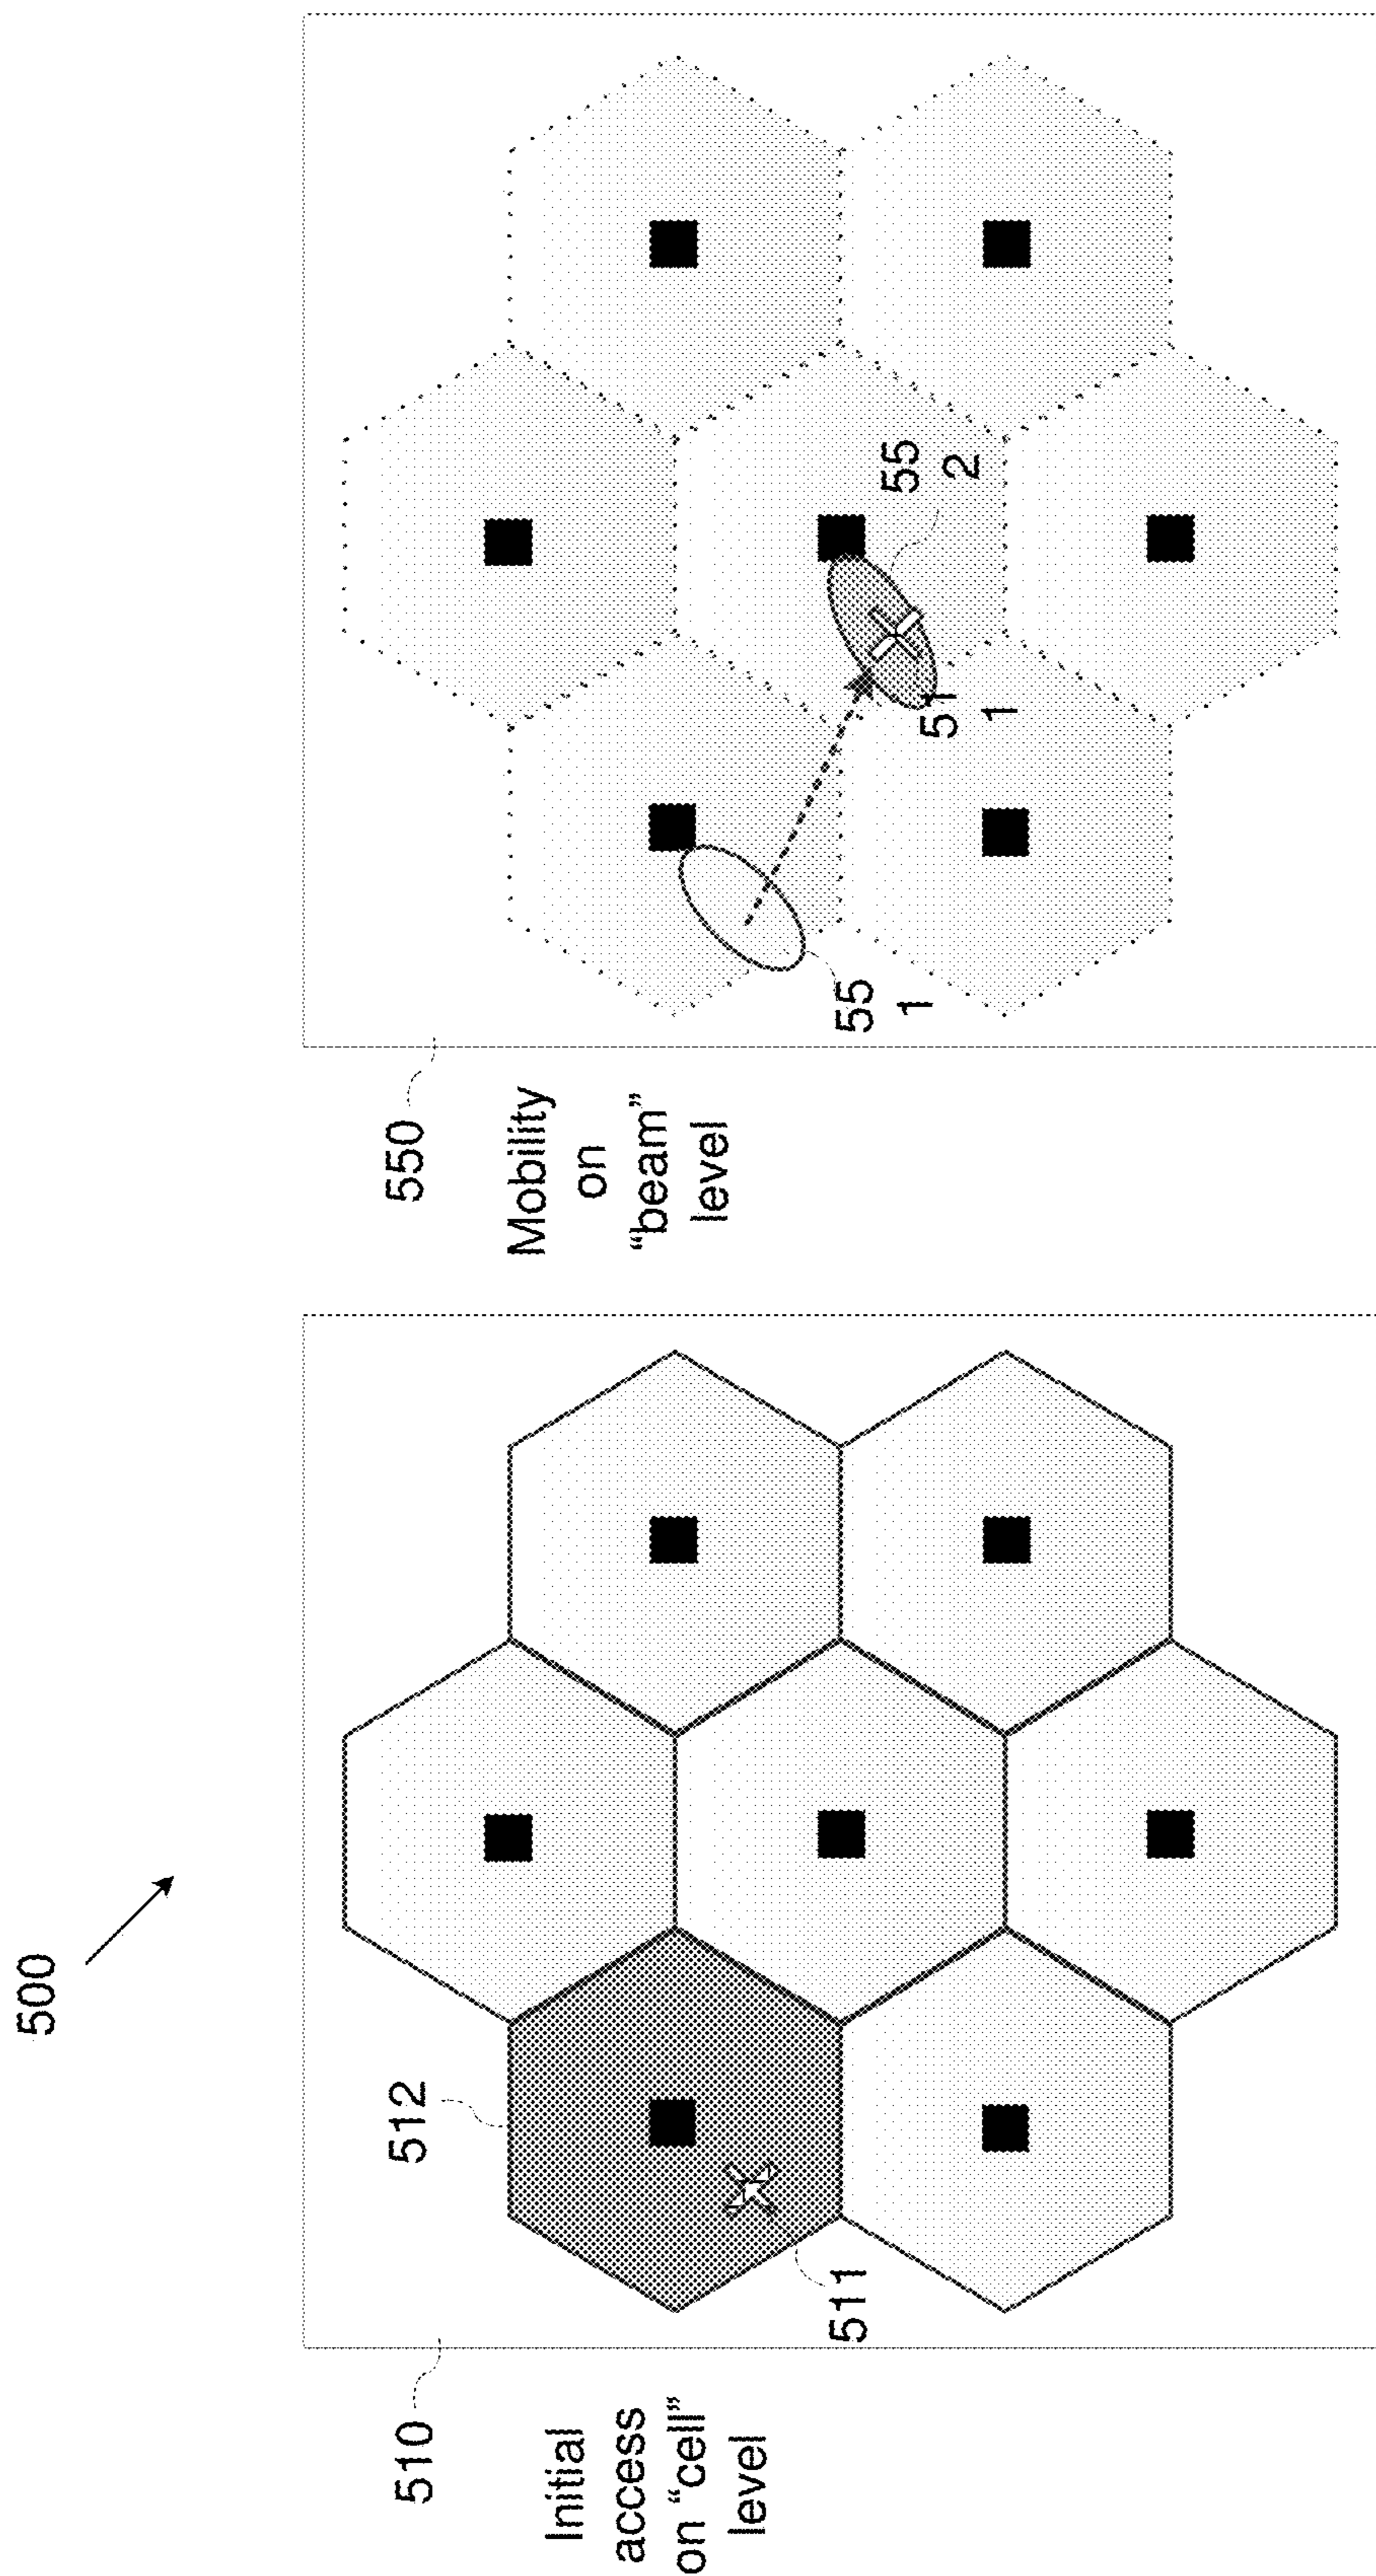 500
510
Initial
access
on “cell”
level
512
511
550
Mobility
on
“beam”
level
55
1
55
2
51
1